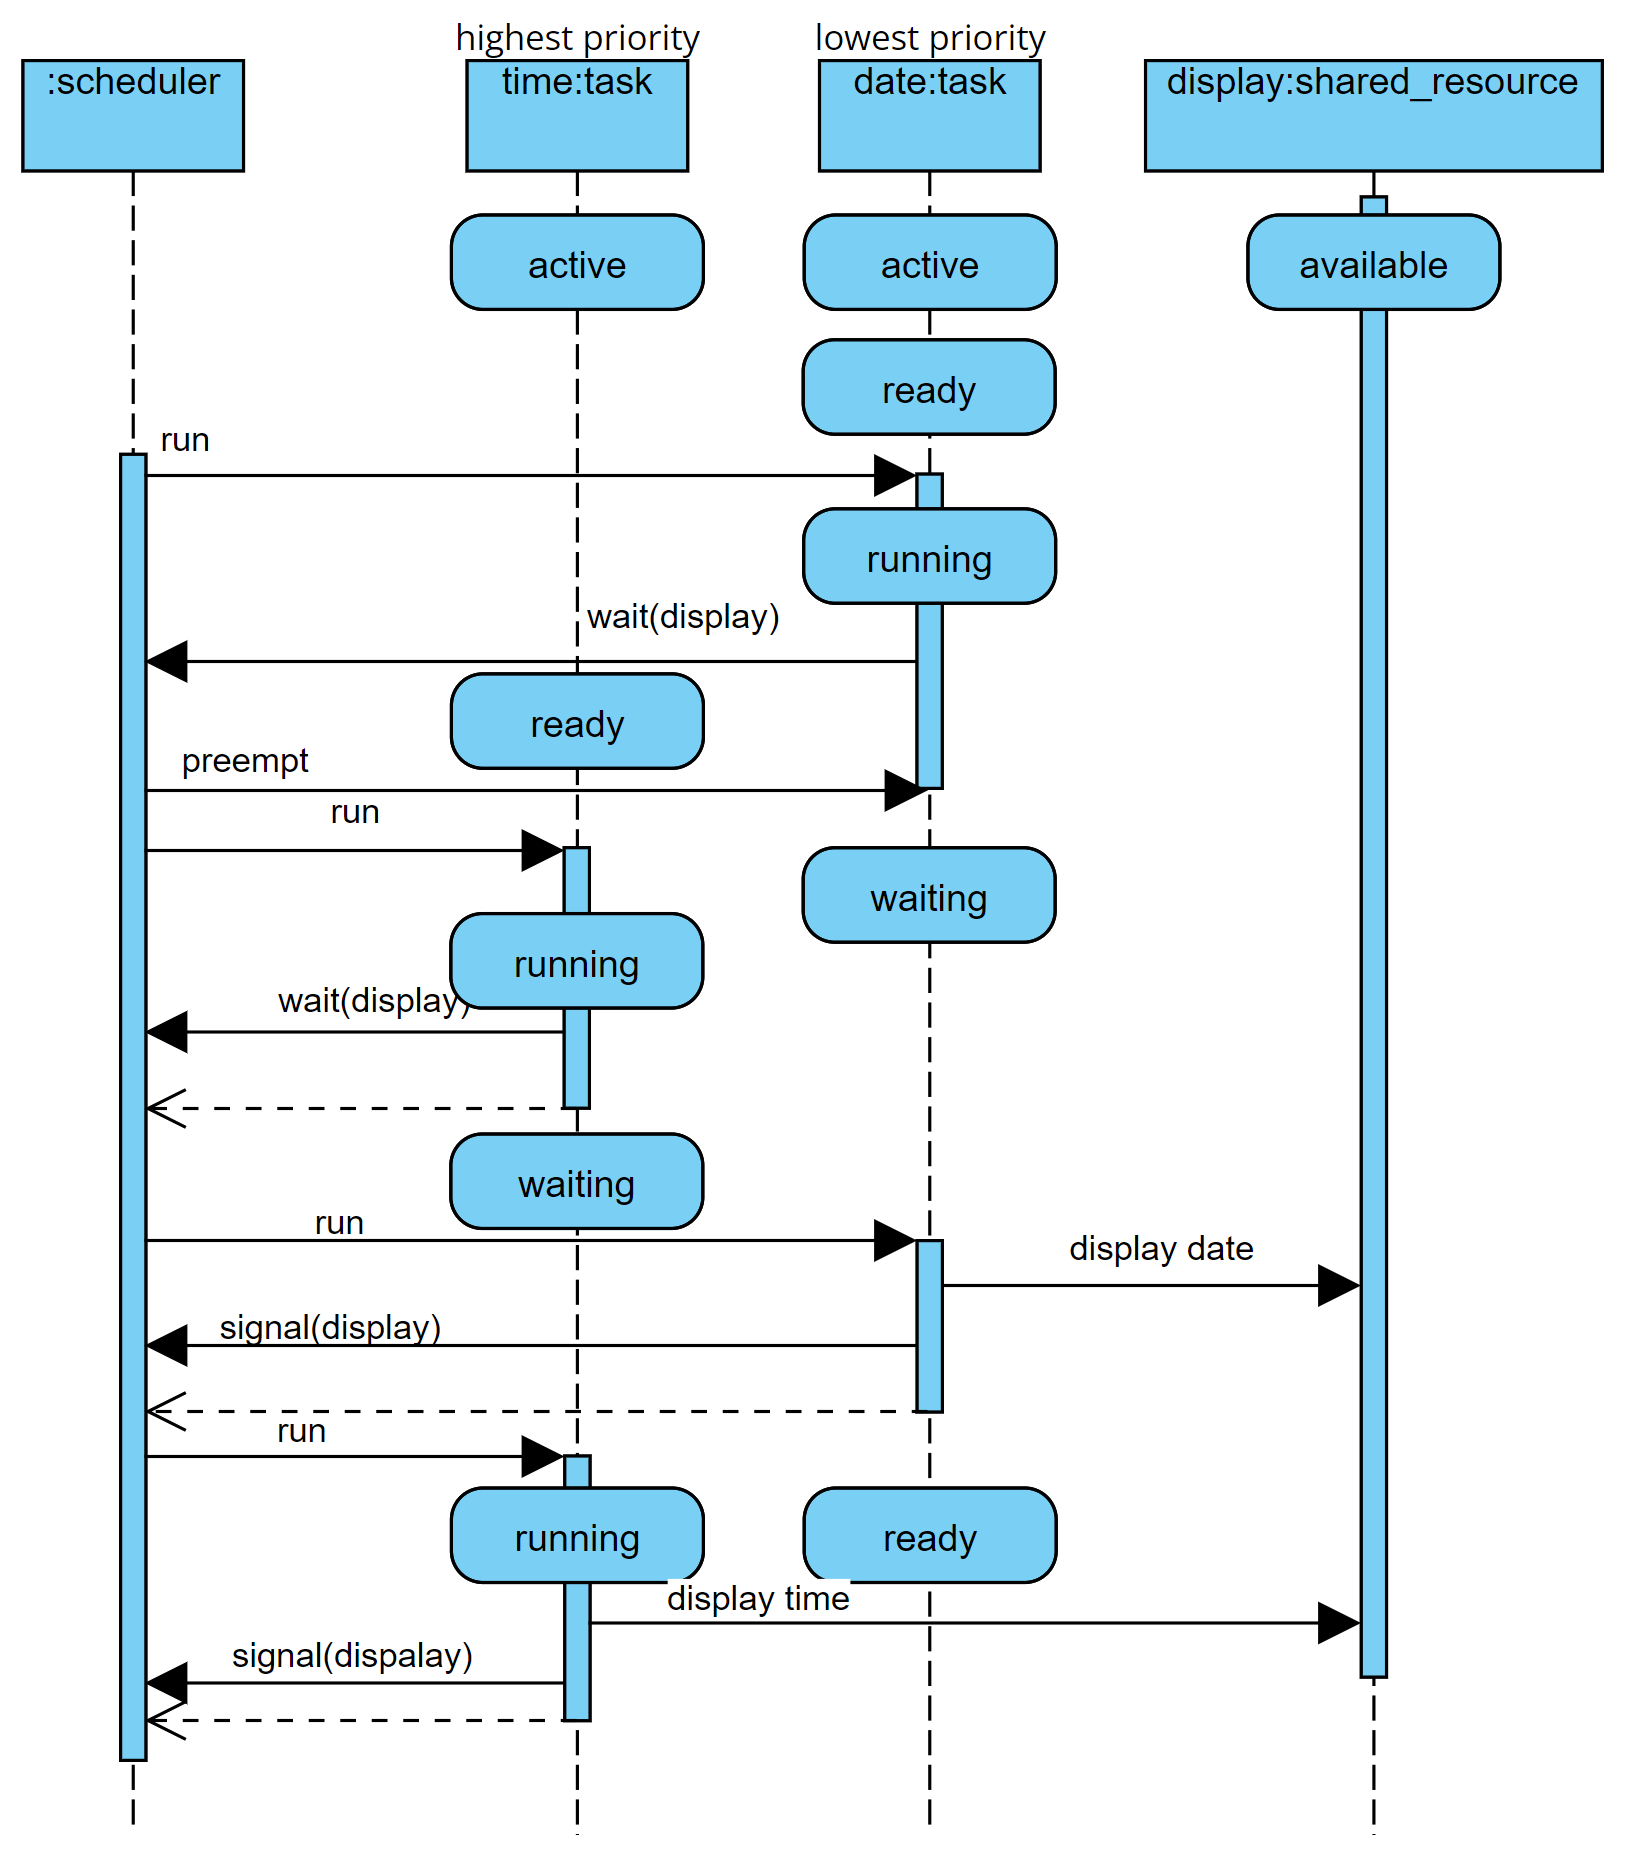 highest priority
lowest priority
:scheduler
time:task
date:task
display:shared_resource
active
active
available
ready
run
running
wait(display)
ready
preempt
run
waiting
running
wait(display)
waiting
run
display date
signal(display)
run
running
ready
display time
signal(dispalay)